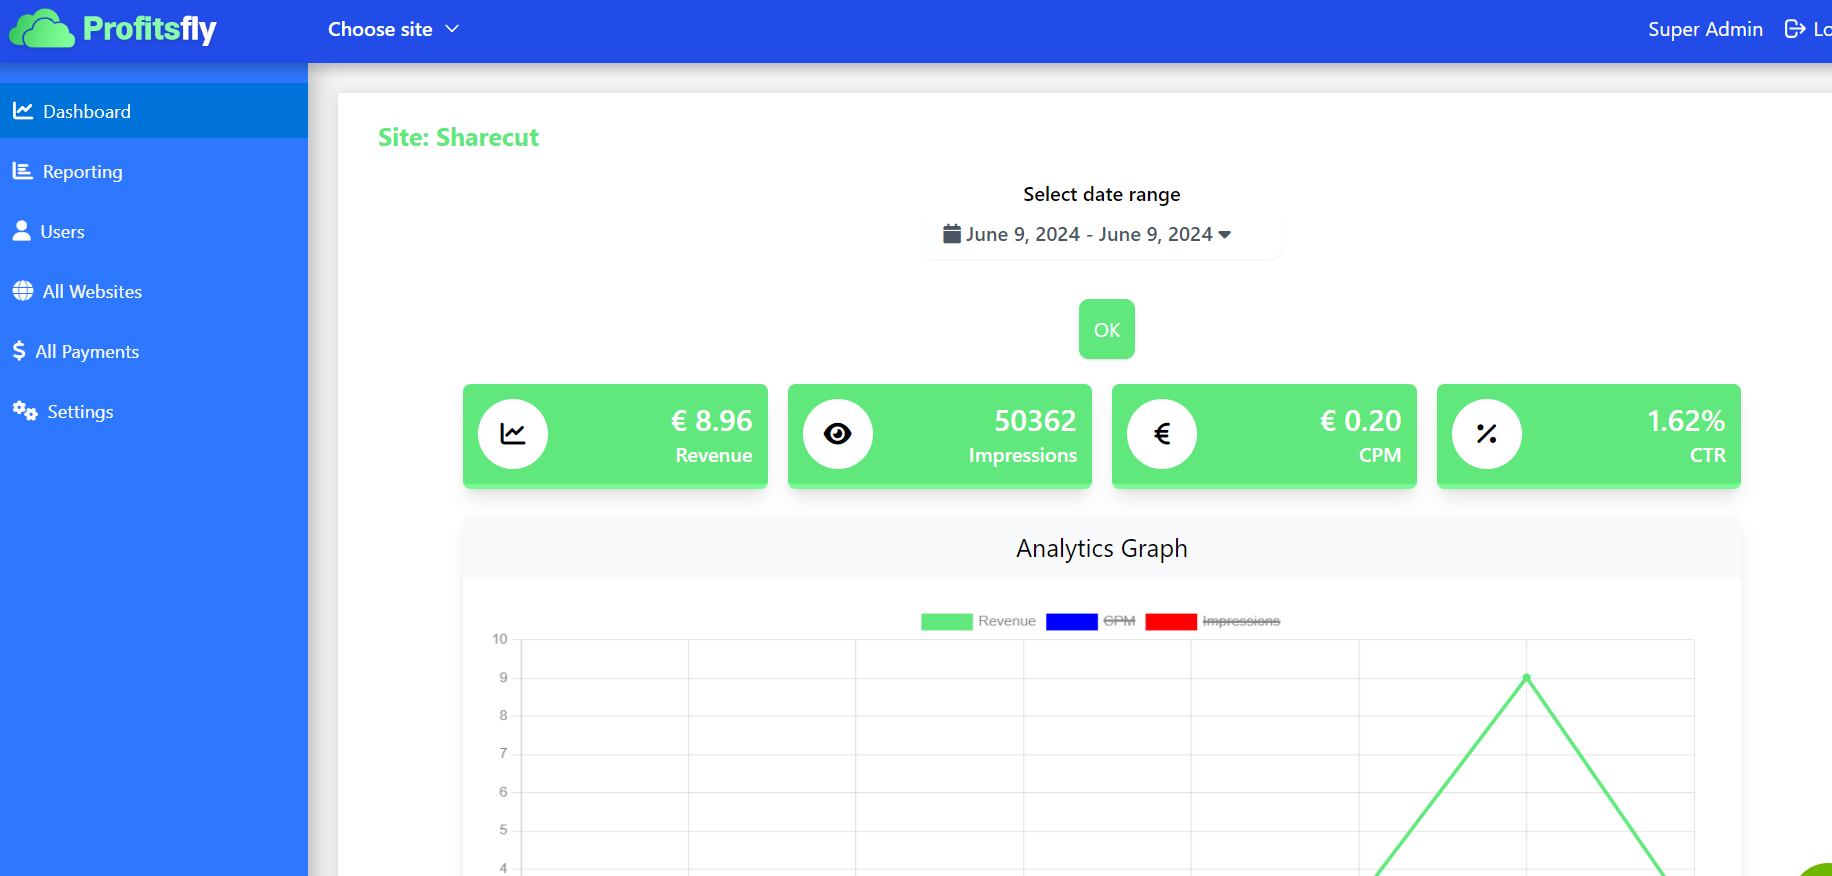 Profitsfly
Choose site
Super Admin
Lo
Dashboard
Reporting
Users
All Websites
All Payments
Settings
Site: Sharecut
Select date range
June 9, 2024 - June 9, 2024
OK
€ 8.96
Revenue
50362
Impressions
€
€ 0.20
CPM
1.62%
CTR
Analytics Graph
Revenue CPM Impressions
10
9
8
7
6
5
4